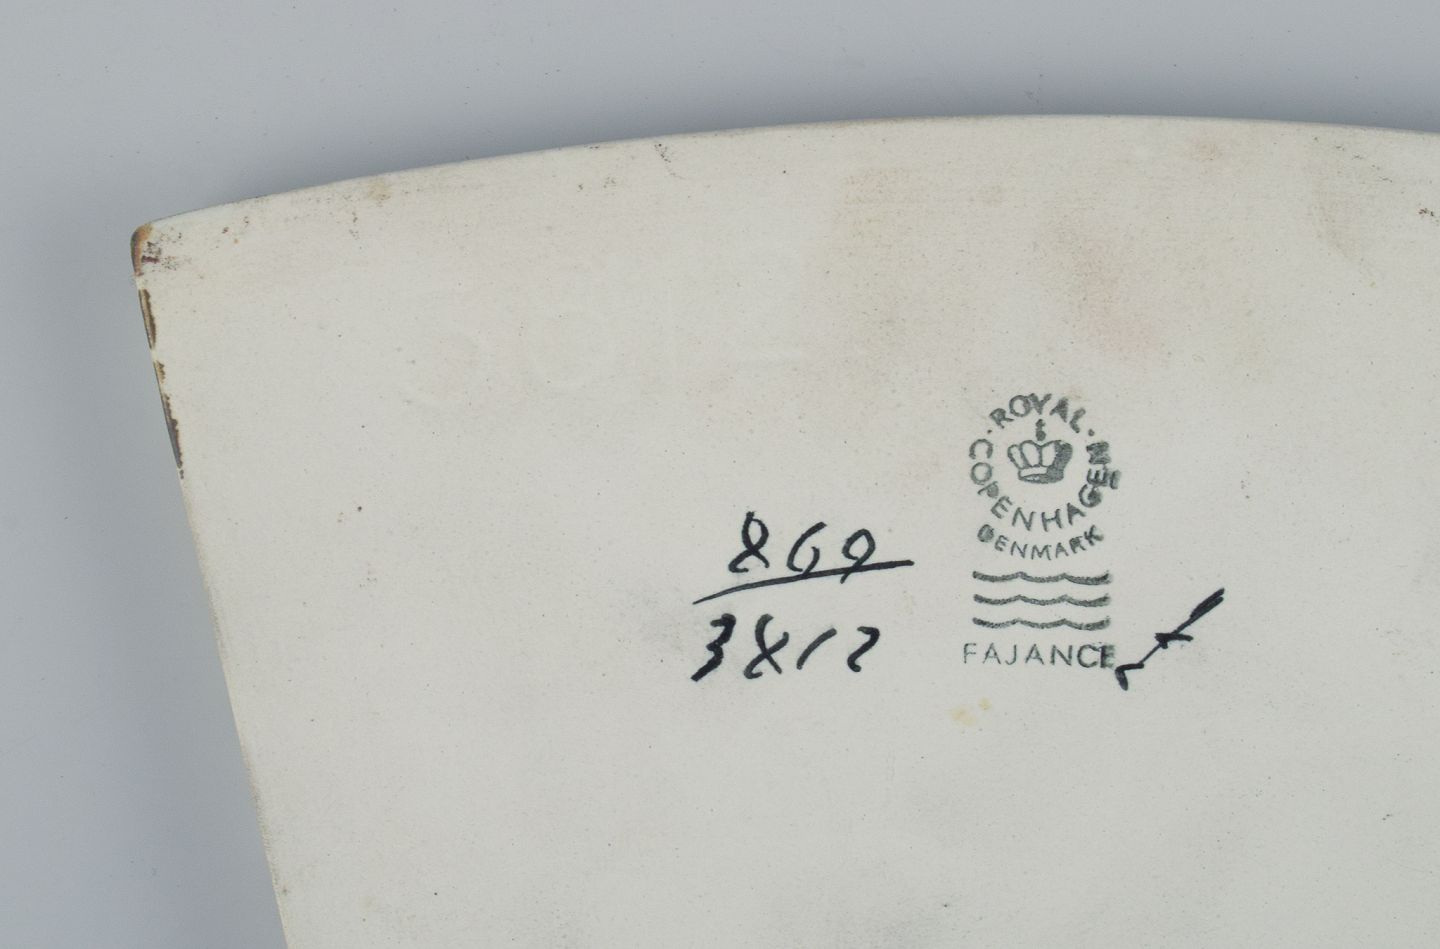 · ROYAL · COPENHAGEN
DENMARK
869
3812
FAJANCE